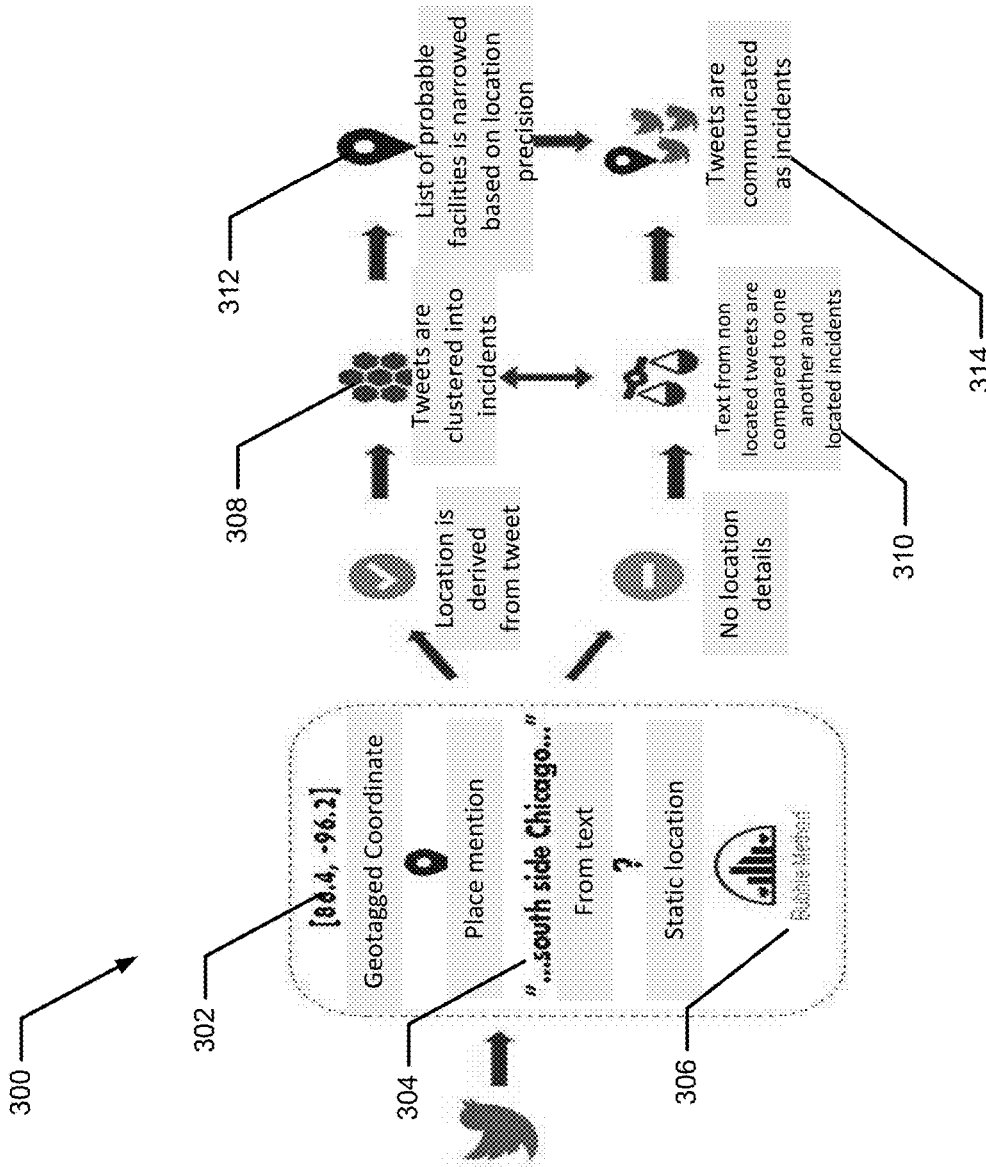 300
302
[88.4, -96.2]
Geotagged Coordinate
Place mention
304
"...south side Chicago..."
From text
?
Static location
306
Bubble Method
Location is
derived
from tweet
No location
details
308
Tweets are
clustered into
incidents
Text from non
located tweets are
compared to one
another and
located incidents
310
312
List of probable
facilities is narrowed
based on location
precision
Tweets are
communicated
as incidents
314